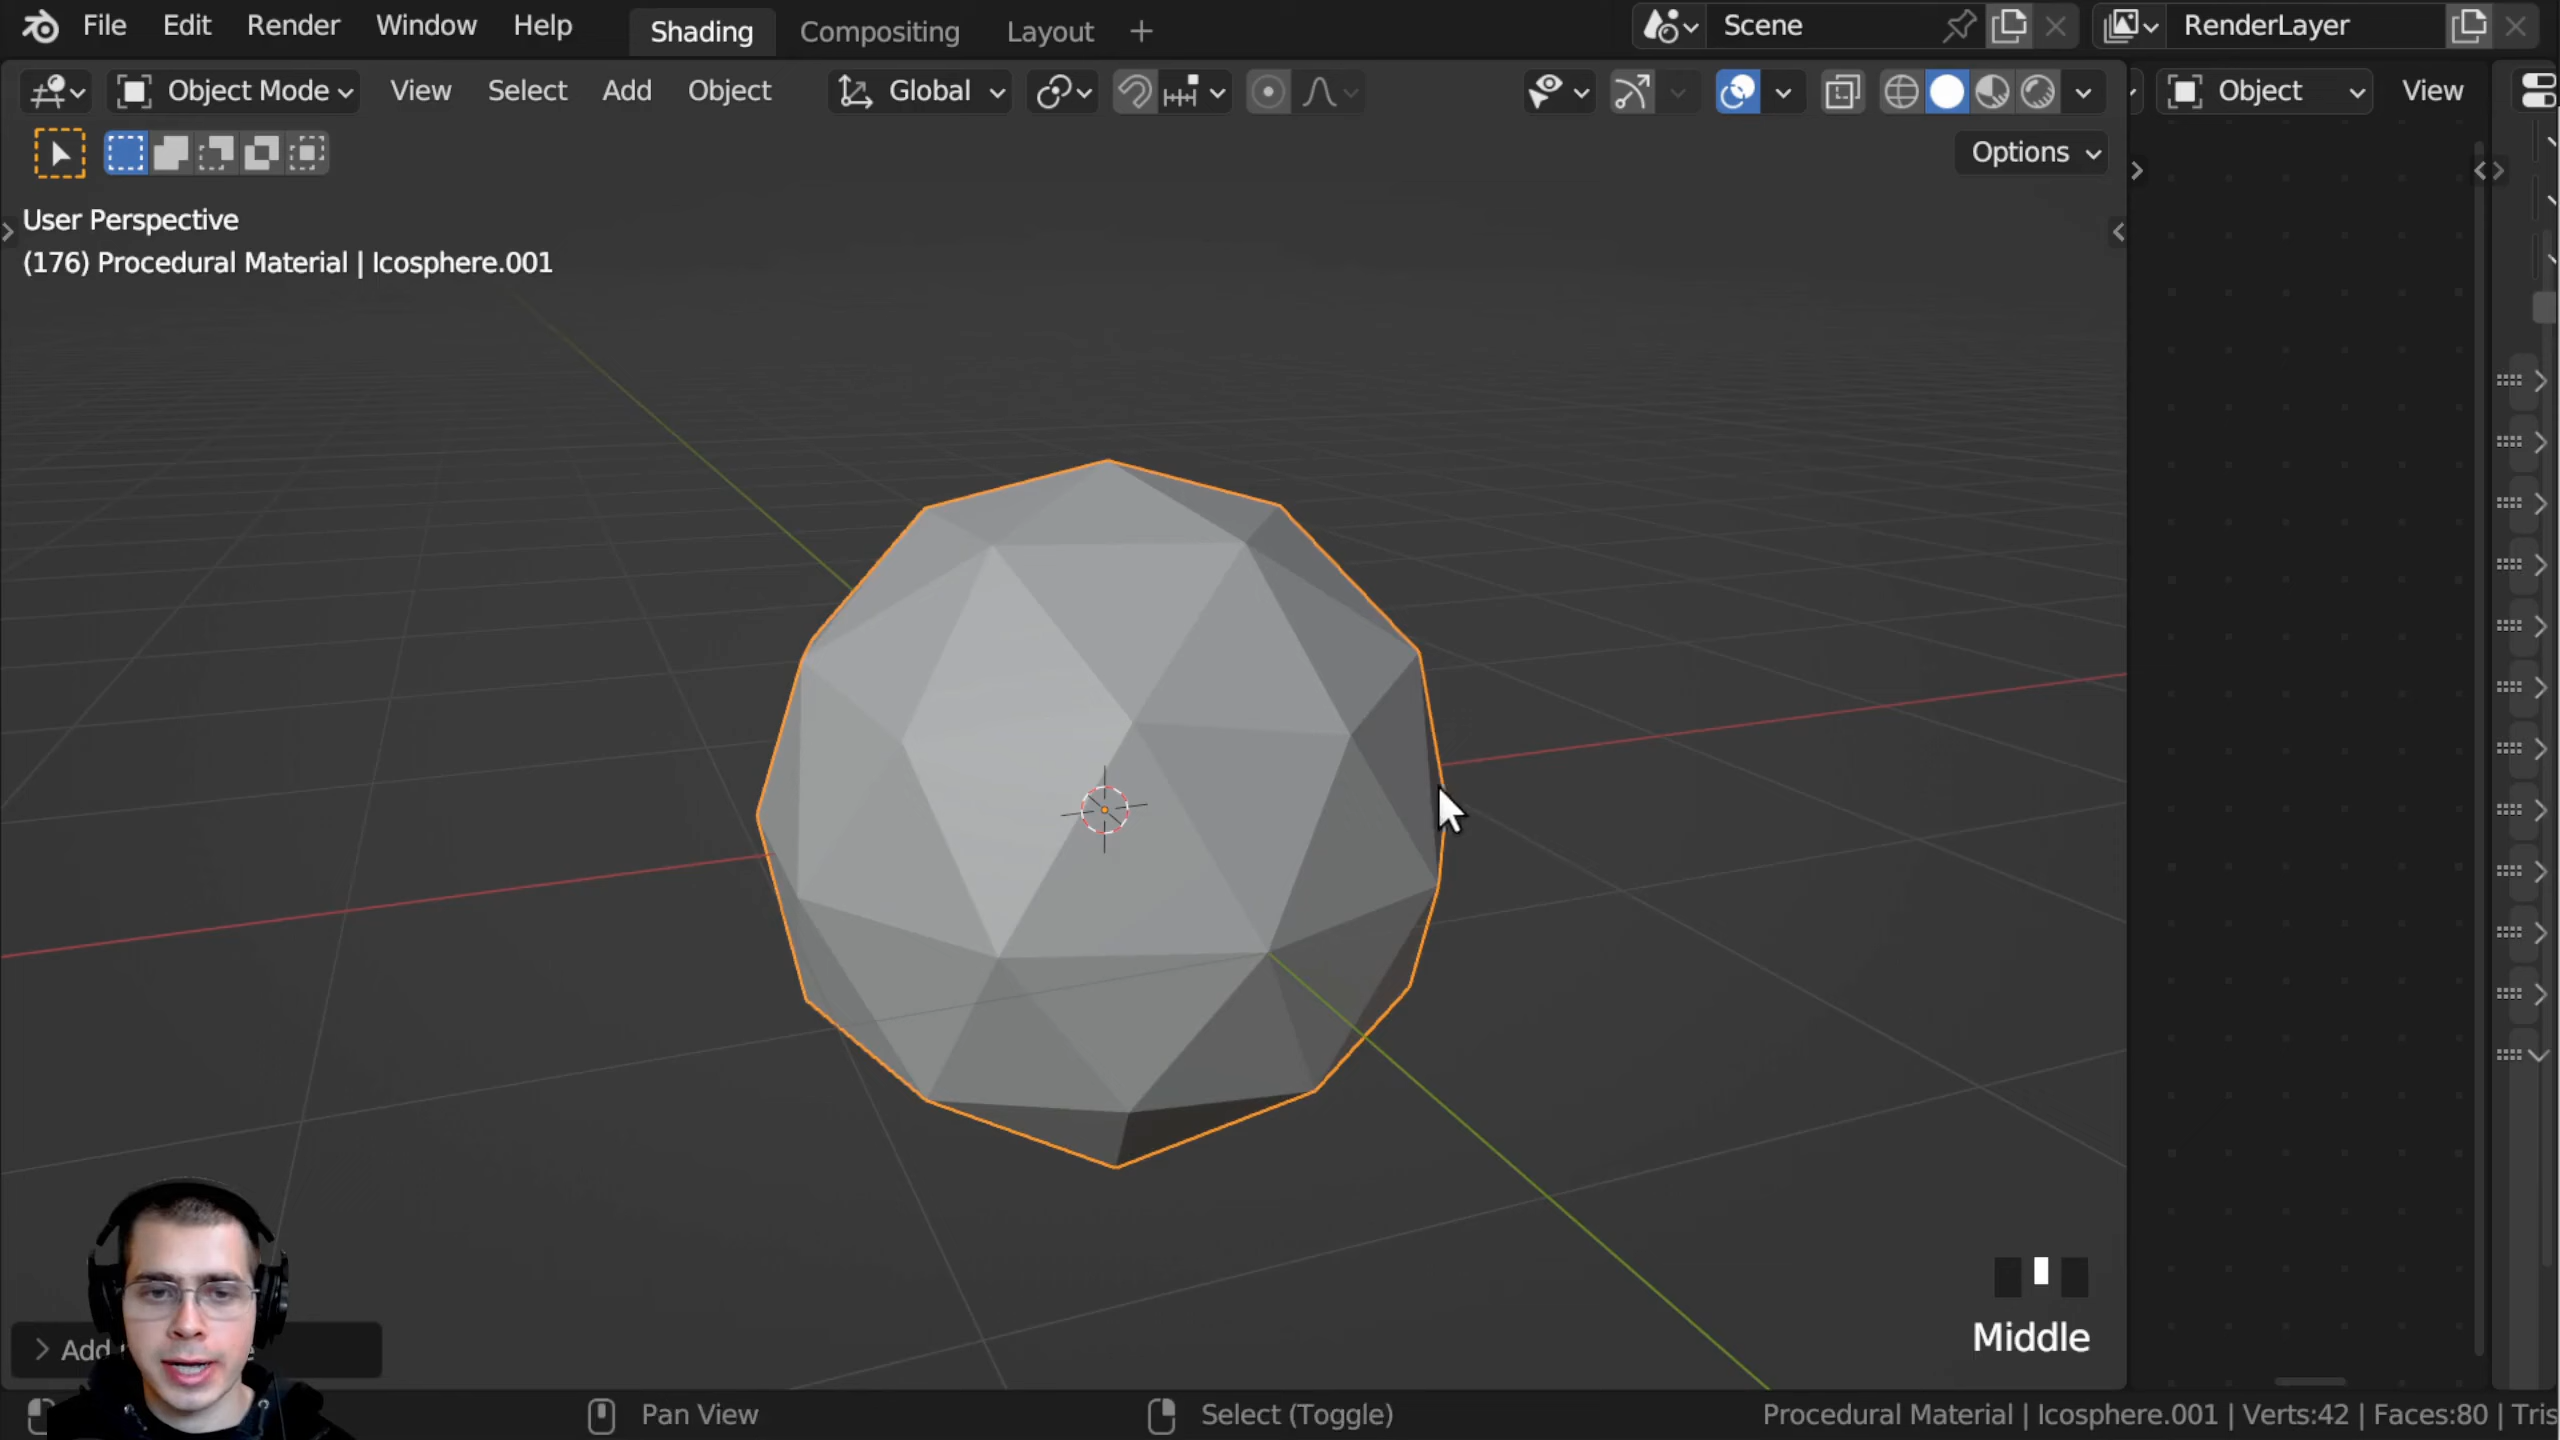 File Edit Render Window Help Shading Compositing Layout + Scene RenderLayer
Object Mode View Select Add Object Global Object View
Options
User Perspective
(176) Procedural Material | Icosphere.001
Middle
Add
Pan View Select (Toggle) Procedural Material | Icosphere.001 | Verts:42 | Faces:80 | Tris